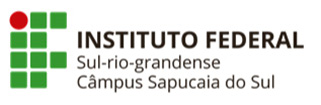 INSTITUTO FEDERAL
Sul-rio-grandense
Câmpus Sapucaia do Sul